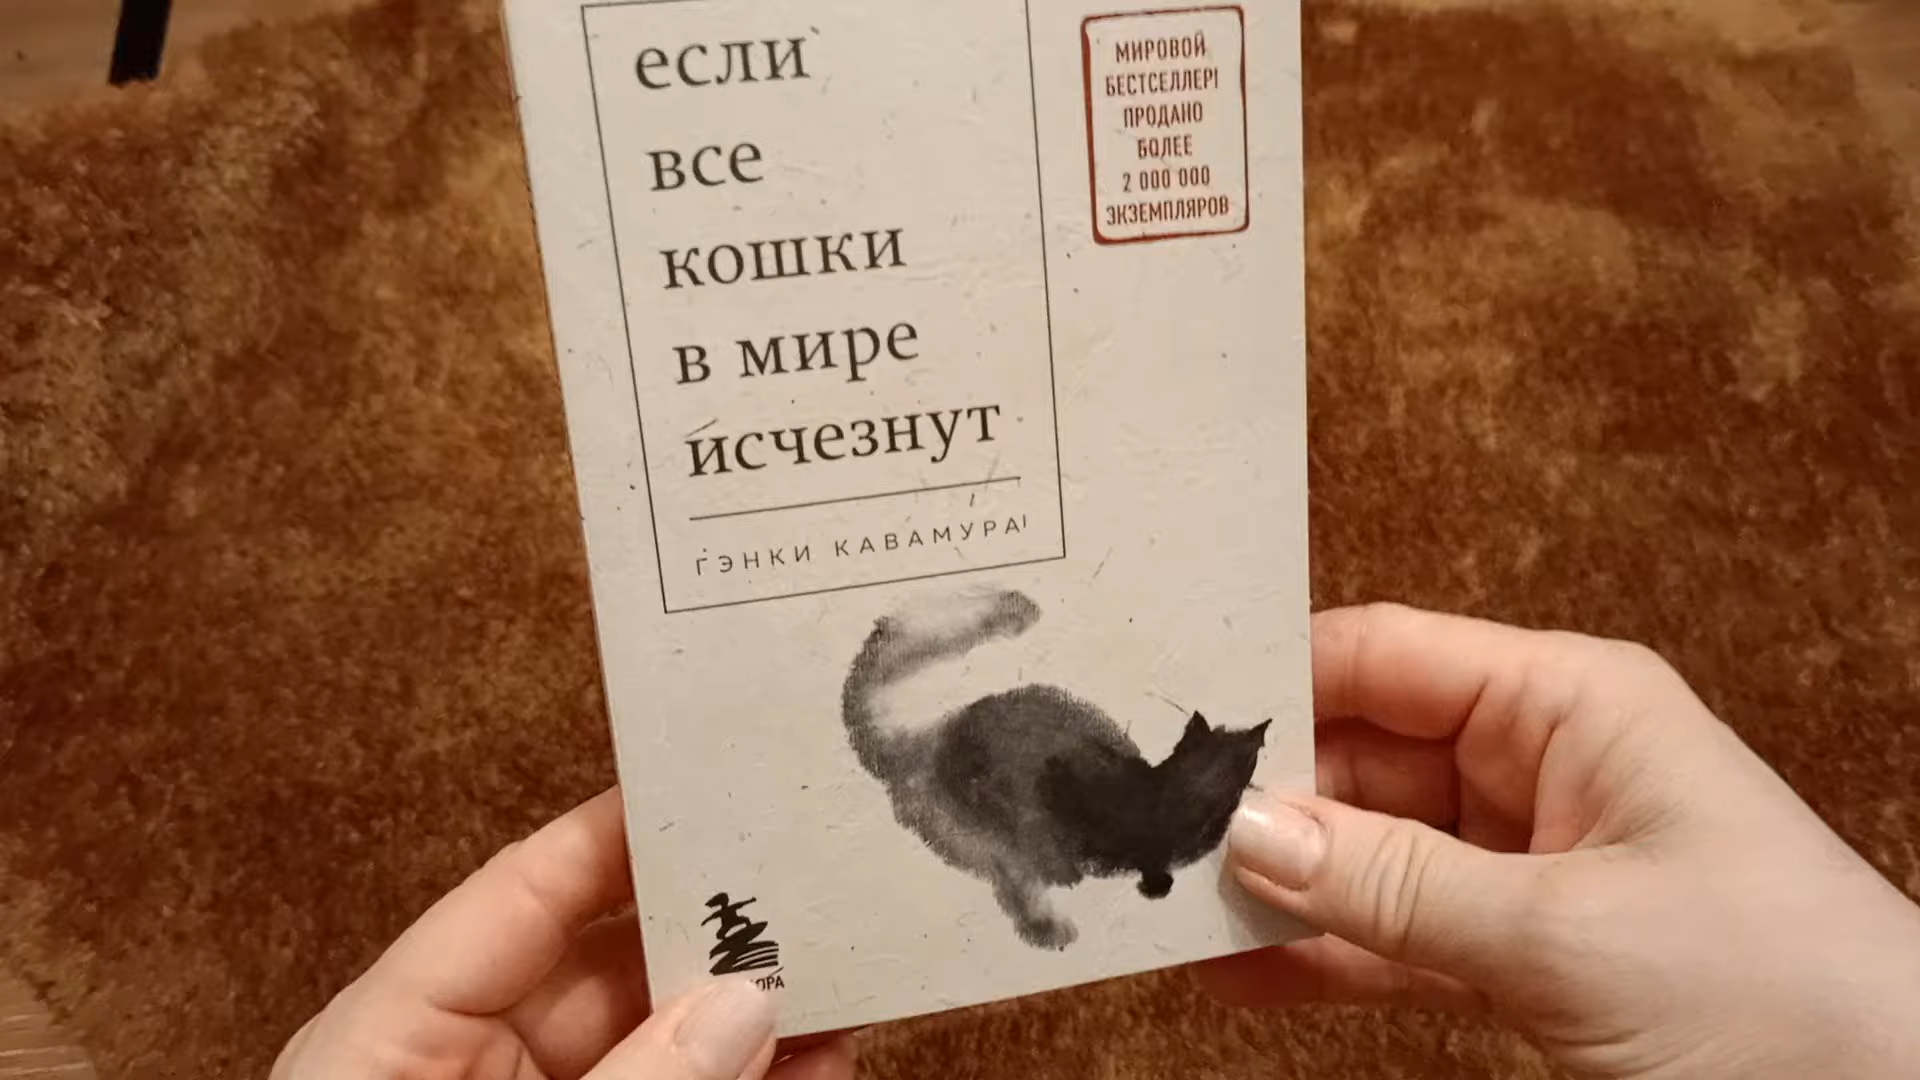 если
все
кошки
в мире
исчезнут
ГЭНКИ КАВАМУРА
МИРОВОЙ
БЕСТСЕЛЛЕР!
ПРОДАНО
БОЛЕЕ
2 000 000
ЭКЗЕМПЛЯРОВ